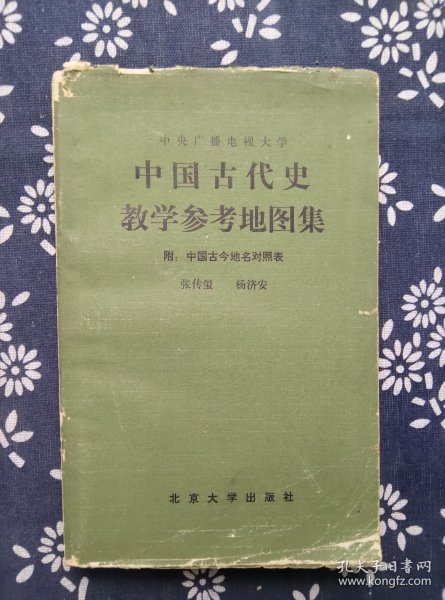 中央广播电视大学
中国古代史
教学参考地图集
附：中国古今地名对照表
张传玺 杨济安
北京大学出版社
孔夫子旧书网
www.kongfz.com